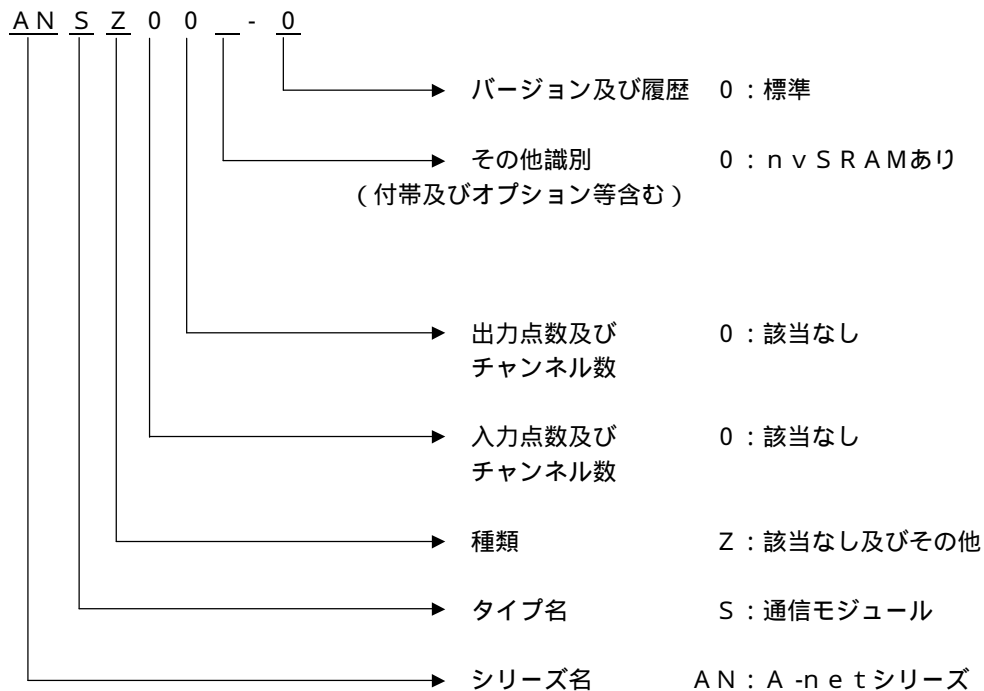 ＡＮ Ｓ Ｚ ０ ０ _ - ０
バージョン及び履歴 ０：標準
その他識別 ０：ｎｖＳＲＡＭあり
（付帯及びオプション等含む）
出力点数及び ０：該当なし
チャンネル数
入力点数及び ０：該当なし
チャンネル数
種類 Ｚ：該当なし及びその他
タイプ名 Ｓ：通信モジュール
シリーズ名 ＡＮ：Ａ-ｎｅｔシリーズ